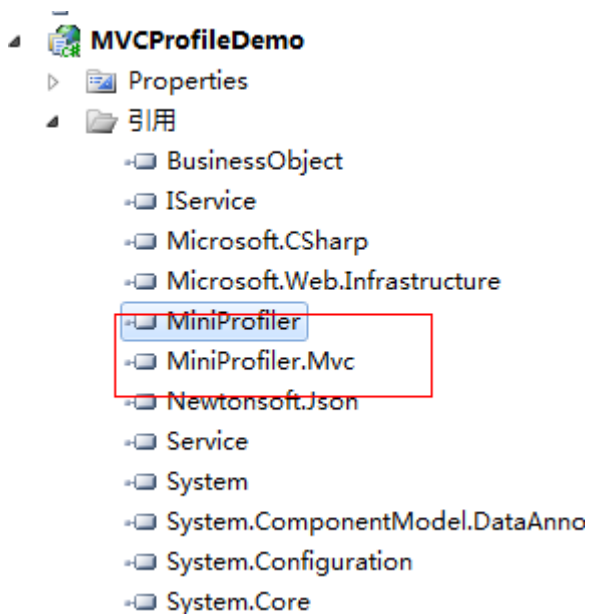 MVCProfileDemo
Properties
引用
BusinessObject
IService
Microsoft.CSharp
Microsoft.Web.Infrastructure
MiniProfiler
MiniProfiler.Mvc
Newtonsoft.Json
Service
System
System.ComponentModel.DataAnno
System.Configuration
System.Core